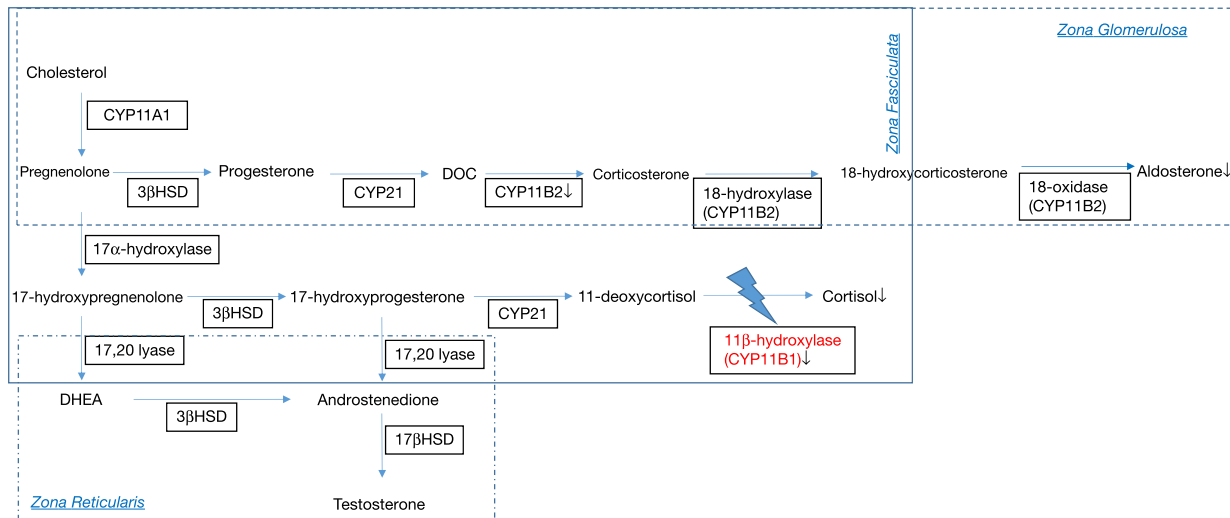 Zona Glomerulosa
Zona Fasciculata
Cholesterol
CYP11A1
Pregnenolone
3βHSD
Progesterone
CYP21
DOC
CYP11B2↓
Corticosterone
18-hydroxylase
(CYP11B2)
18-hydroxycorticosterone
18-oxidase
(CYP11B2)
Aldosterone↓
17α-hydroxylase
17-hydroxypregnenolone
3βHSD
17-hydroxyprogesterone
CYP21
11-deoxycortisol
11β-hydroxylase
(CYP11B1)↓
Cortisol↓
17,20 lyase
17,20 lyase
DHEA
3βHSD
Androstenedione
17βHSD
Testosterone
Zona Reticularis